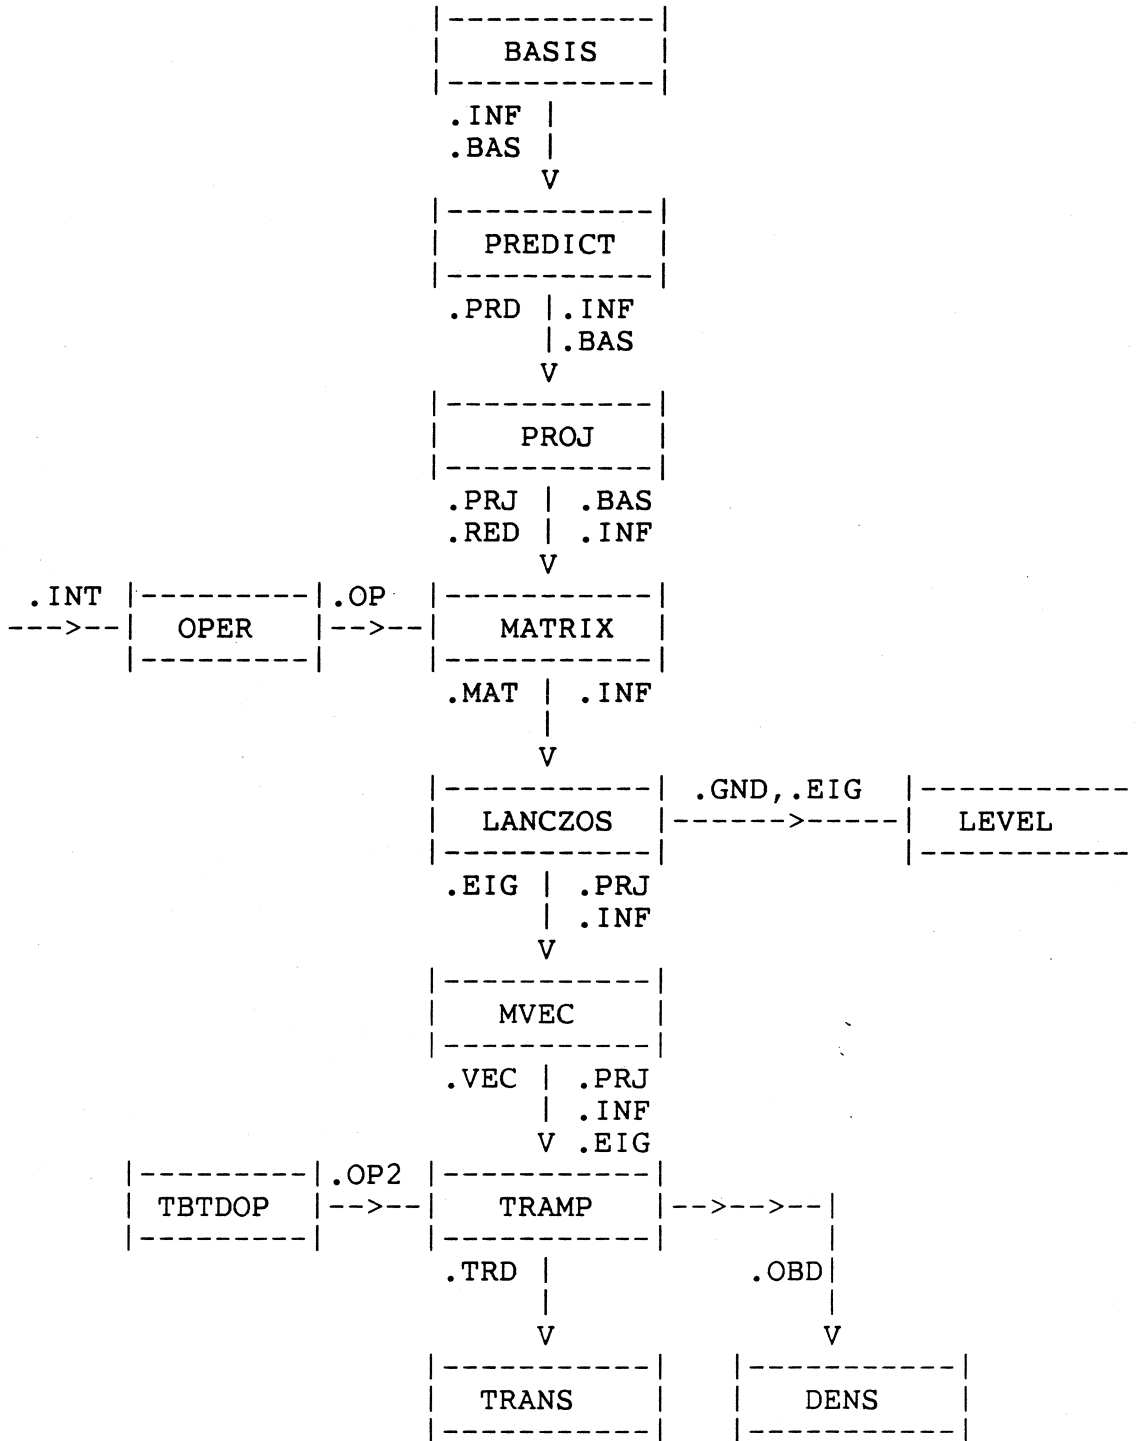 BASIS
.INF
.BAS
V
PREDICT
.PRD .INF
.BAS
V
PROJ
.PRJ .BAS
.RED .INF
V
.INT .OP
OPER MATRIX
.MAT .INF
V
.GND,.EIG
LANCZOS LEVEL
.EIG .PRJ
.INF
V
MVEC
.VEC .PRJ
.INF
V .EIG
.OP2
TBTDOP TRAMP
.TRD .OBD
V V
TRANS DENS